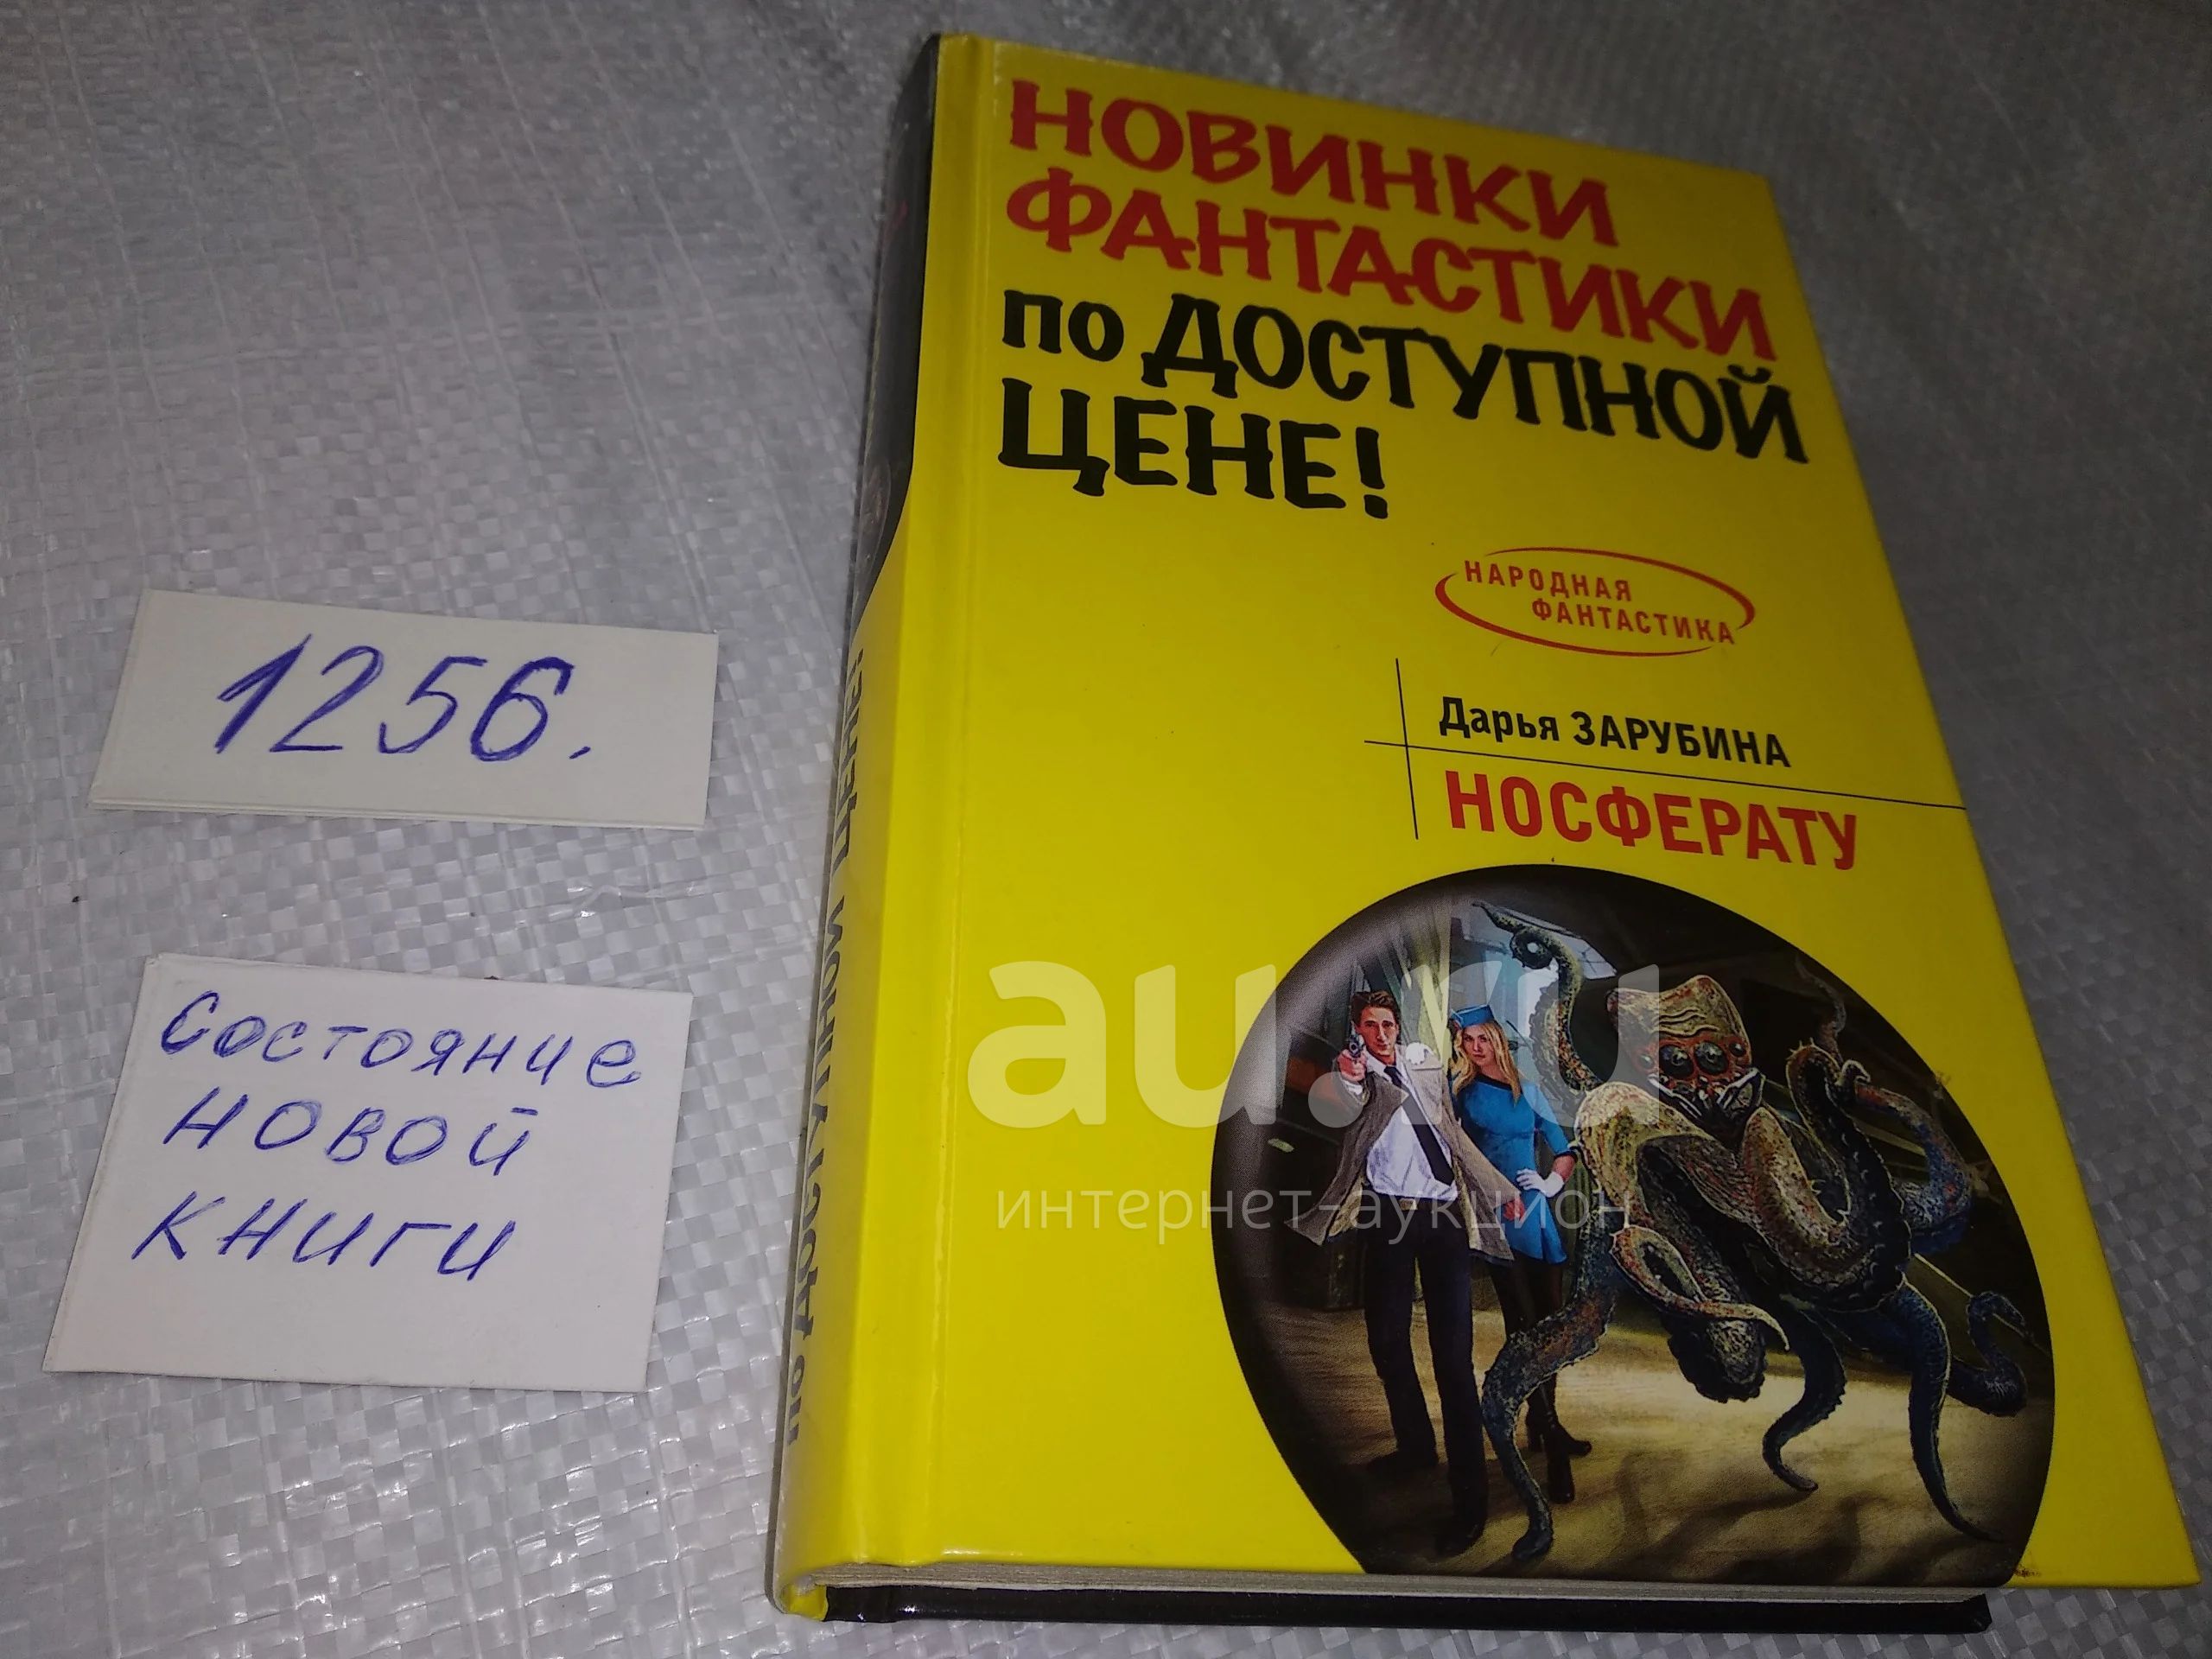 НОВИНКИ
ФАНТАСТИКИ
по ДОСТУПНОЙ
ЦЕНЕ!
НАРОДНАЯ
ФАНТАСТИКА
Дарья ЗАРУБИНА
НОСФЕРАТУ
по ДОСТУПНОЙ ЦЕНЕ!
1256.
Состояние
новой
книги
au.ru
интернет-аукцион